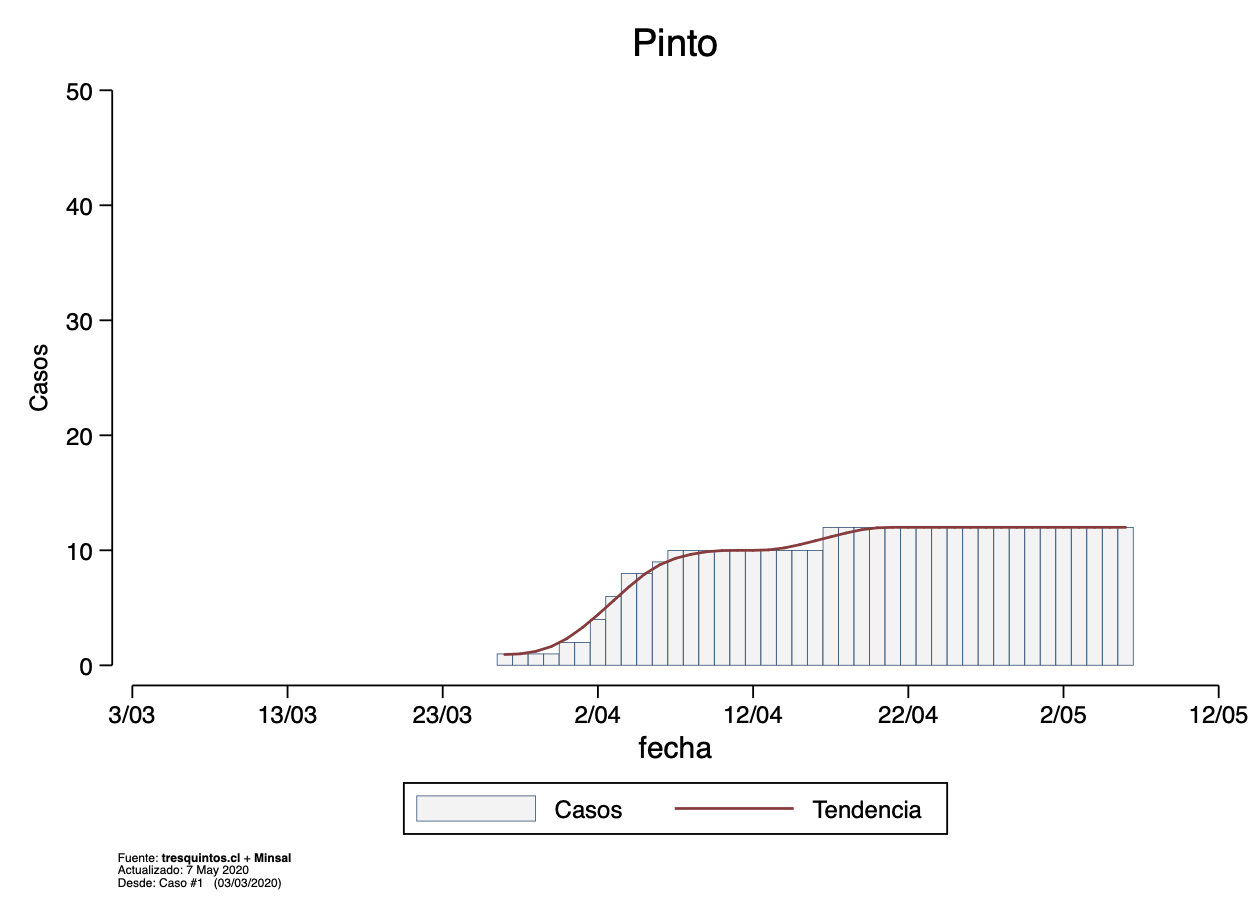 Pinto
50
40
30
20
10
0
Casos
3/03 13/03 23/03 2/04 12/04 22/04 2/05 12/05
fecha
Casos Tendencia
Fuente: tresquintos.cl + Minsal
Actualizado: 7 May 2020
Desde: Caso #1 (03/03/2020)